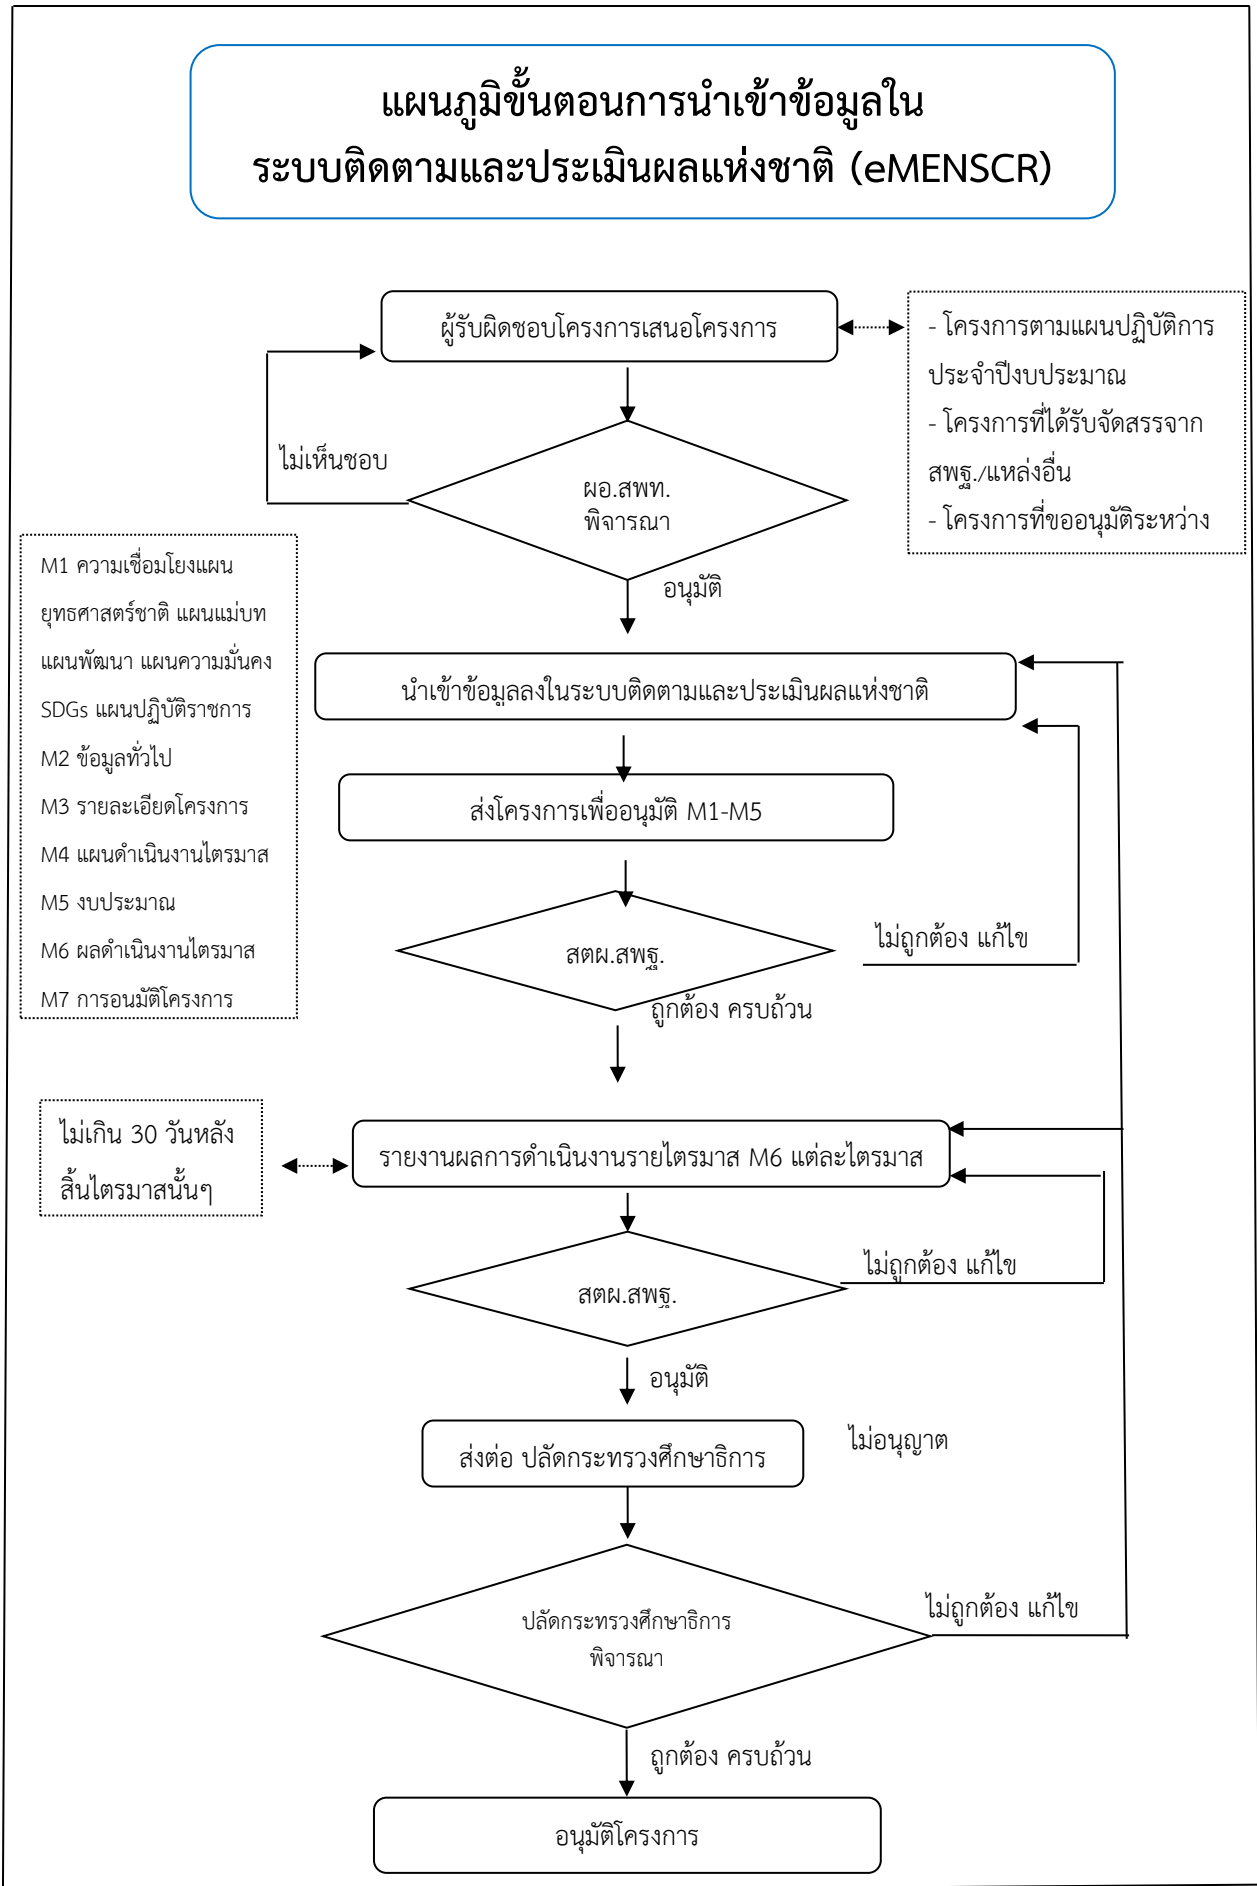 แผนภูมิขั้นตอนการนำเข้าข้อมูลใน
ระบบติดตามและประเมินผลแห่งชาติ (eMENSCR)
ผู้รับผิดชอบโครงการเสนอโครงการ
- โครงการตามแผนปฏิบัติการ
ประจำปีงบประมาณ
- โครงการที่ได้รับจัดสรรจาก
สพฐ./แหล่งอื่น
- โครงการที่ขออนุมัติระหว่าง
ไม่เห็นชอบ
ผอ.สพท.
พิจารณา
อนุมัติ
M1 ความเชื่อมโยงแผน
ยุทธศาสตร์ชาติ แผนแม่บท
แผนพัฒนา แผนความมั่นคง
SDGs แผนปฏิบัติราชการ
M2 ข้อมูลทั่วไป
M3 รายละเอียดโครงการ
M4 แผนดำเนินงานไตรมาส
M5 งบประมาณ
M6 ผลดำเนินงานไตรมาส
M7 การอนมัติโครงการ
นำเข้าข้อมูลลงในระบบติดตามและประเมินผลแห่งชาติ
ส่งโครงการเพื่ออนุมัติ M1-M5
สตผ.สพฐ.
ไม่ถูกต้อง แก้ไข
ถูกต้อง ครบถ้วน
ไม่เกิน 30 วันหลัง
สิ้นไตรมาสนั้นๆ
รายงานผลการดำเนินงานรายไตรมาส M6 แต่ละไตรมาส
สตผ.สพฐ.
ไม่ถูกต้อง แก้ไข
อนุมัติ
ส่งต่อ ปลัดกระทรวงศึกษาธิการ
ไม่อนุญาต
ปลัดกระทรวงศึกษาธิการ
พิจารณา
ไม่ถูกต้อง แก้ไข
ถูกต้อง ครบถ้วน
อนุมัติโครงการ